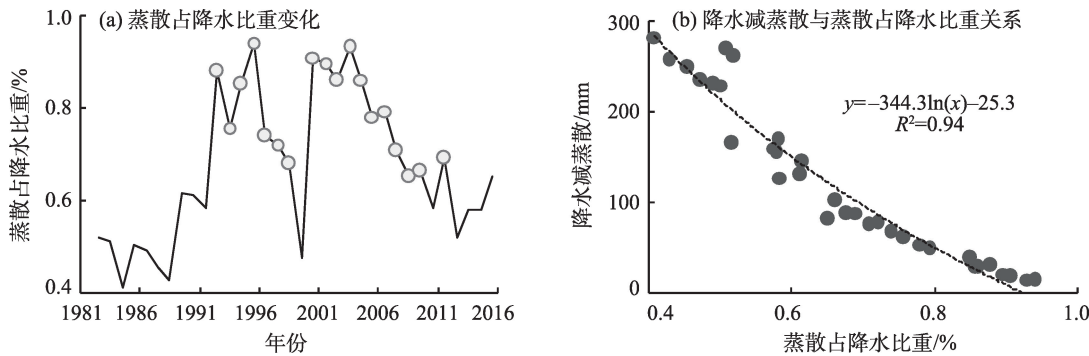 (a) 蒸散占降水比重变化
蒸散占降水比重/%
1.0
0.8
0.6
0.4
1981 1986 1991 1996 2001 2006 2011 2016
年份
(b) 降水减蒸散与蒸散占降水比重关系
降水减蒸散/mm
300
200
100
0
y=−344.3ln(x)−25.3
R²=0.94
0.4 0.6 0.8 1.0
蒸散占降水比重/%